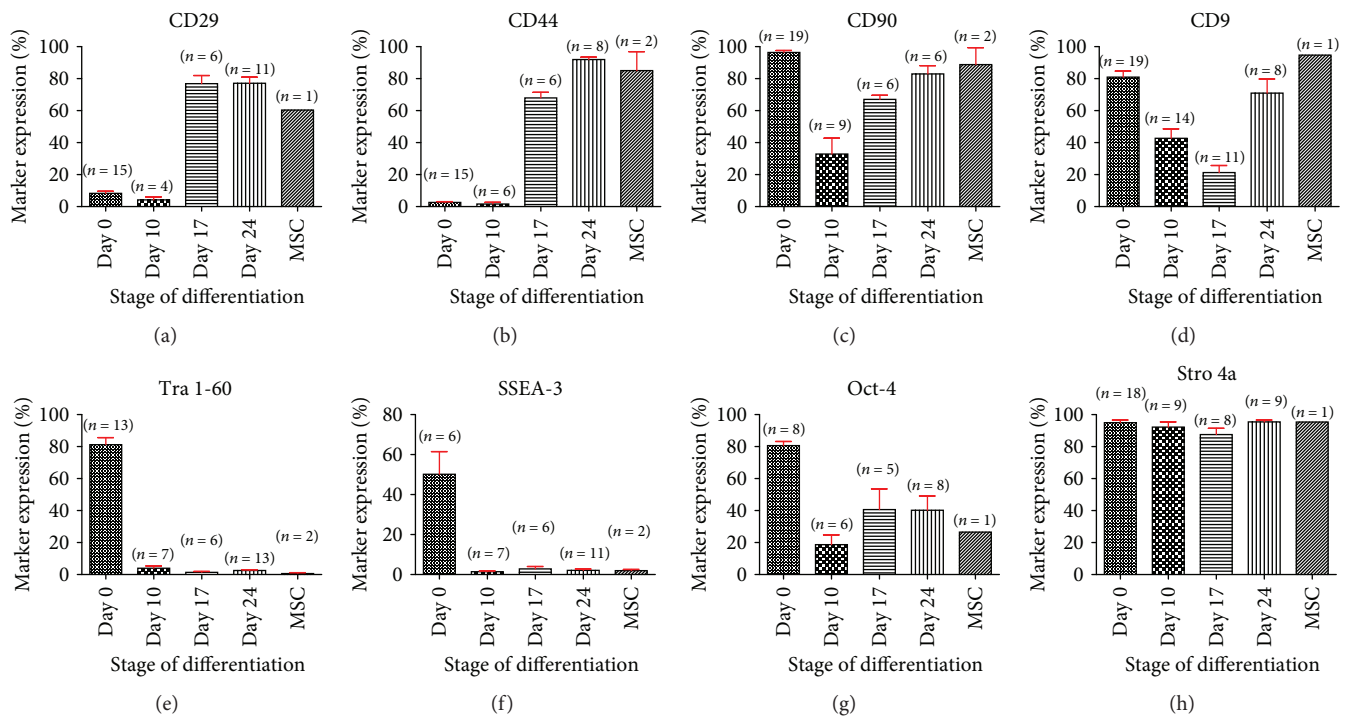 CD29
Marker expression (%)
100
80
60
40
20
0
(n = 15)
(n = 4)
(n = 6)
(n = 11)
(n = 1)
Day 0
Day 10
Day 17
Day 24
MSC
Stage of differentiation
(a)
CD44
Marker expression (%)
100
80
60
40
20
0
(n = 15)
(n = 6)
(n = 6)
(n = 8)
(n = 2)
Day 0
Day 10
Day 17
Day 24
MSC
Stage of differentiation
(b)
CD90
Marker expression (%)
100
80
60
40
20
0
(n = 19)
(n = 9)
(n = 6)
(n = 6)
(n = 2)
Day 0
Day 10
Day 17
Day 24
MSC
Stage of differentiation
(c)
CD9
Marker expression (%)
100
80
60
40
20
0
(n = 19)
(n = 14)
(n = 11)
(n = 8)
(n = 1)
Day 0
Day 10
Day 17
Day 24
MSC
Stage of differentiation
(d)
Tra 1-60
Marker expression (%)
100
80
60
40
20
0
(n = 13)
(n = 7)
(n = 6)
(n = 13)
(n = 2)
Day 0
Day 10
Day 17
Day 24
MSC
Stage of differentiation
(e)
SSEA-3
Marker expression (%)
80
60
40
20
0
(n = 6)
(n = 7)
(n = 6)
(n = 11)
(n = 2)
Day 0
Day 10
Day 17
Day 24
MSC
Stage of differentiation
(f)
Oct-4
Marker expression (%)
100
80
60
40
20
0
(n = 8)
(n = 6)
(n = 5)
(n = 8)
(n = 1)
Day 0
Day 10
Day 17
Day 24
MSC
Stage of differentiation
(g)
Stro 4a
Marker expression (%)
100
80
60
40
20
0
(n = 18)
(n = 9)
(n = 8)
(n = 9)
(n = 1)
Day 0
Day 10
Day 17
Day 24
MSC
Stage of differentiation
(h)